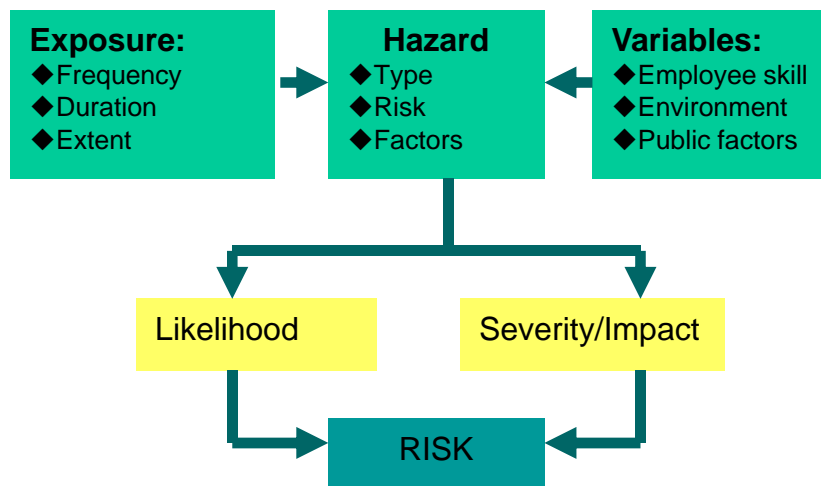 Exposure:
◆Frequency
◆Duration
◆Extent
Hazard
◆Type
◆Risk
◆Factors
Variables:
◆Employee skill
◆Environment
◆Public factors
Likelihood
Severity/Impact
RISK